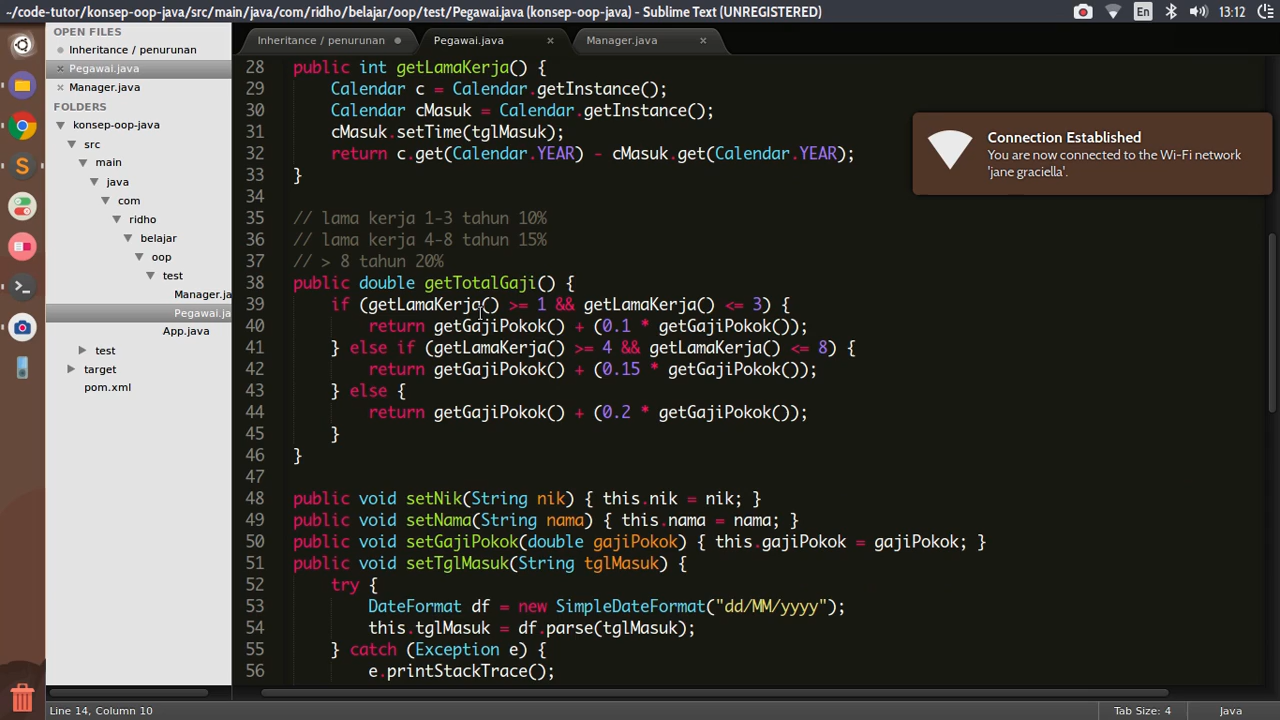 ~/code-tutor/konsep-oop-java/src/main/java/com/ridho/belajar/oop/test/Pegawai.java (konsep-oop-java) - Sublime Text (UNREGISTERED)
En
13:12
OPEN FILES
Inheritance / penurunan
Pegawai.java
Manager.java
FOLDERS
konsep-oop-java
src
main
java
com
ridho
belajar
oop
test
Manager.ja
Pegawai.ja
App.java
test
target
pom.xml
Inheritance / penurunan
Pegawai.java
Manager.java
28 public int getLamaKerja() {
29 Calendar c = Calendar.getInstance();
30 Calendar cMasuk = Calendar.getInstance();
31 cMasuk.setTime(tglMasuk);
32 return c.get(Calendar.YEAR) - cMasuk.get(Calendar.YEAR);
33 }
34
35 // lama kerja 1-3 tahun 10%
36 // lama kerja 4-8 tahun 15%
37 // > 8 tahun 20%
38 public double getTotalGaji() {
39 if (getLamaKerja() >= 1 && getLamaKerja() <= 3) {
40 return getGajiPokok() + (0.1 * getGajiPokok());
41 } else if (getLamaKerja() >= 4 && getLamaKerja() <= 8) {
42 return getGajiPokok() + (0.15 * getGajiPokok());
43 } else {
44 return getGajiPokok() + (0.2 * getGajiPokok());
45 }
46 }
47
48 public void setNik(String nik) { this.nik = nik; }
49 public void setNama(String nama) { this.nama = nama; }
50 public void setGajiPokok(double gajiPokok) { this.gajiPokok = gajiPokok; }
51 public void setTglMasuk(String tglMasuk) {
52 try {
53 DateFormat df = new SimpleDateFormat("dd/MM/yyyy");
54 this.tglMasuk = df.parse(tglMasuk);
55 } catch (Exception e) {
56 e.printStackTrace();
Connection Established
You are now connected to the Wi-Fi network
'jane graciella'.
Line 14, Column 10
Tab Size: 4
Java